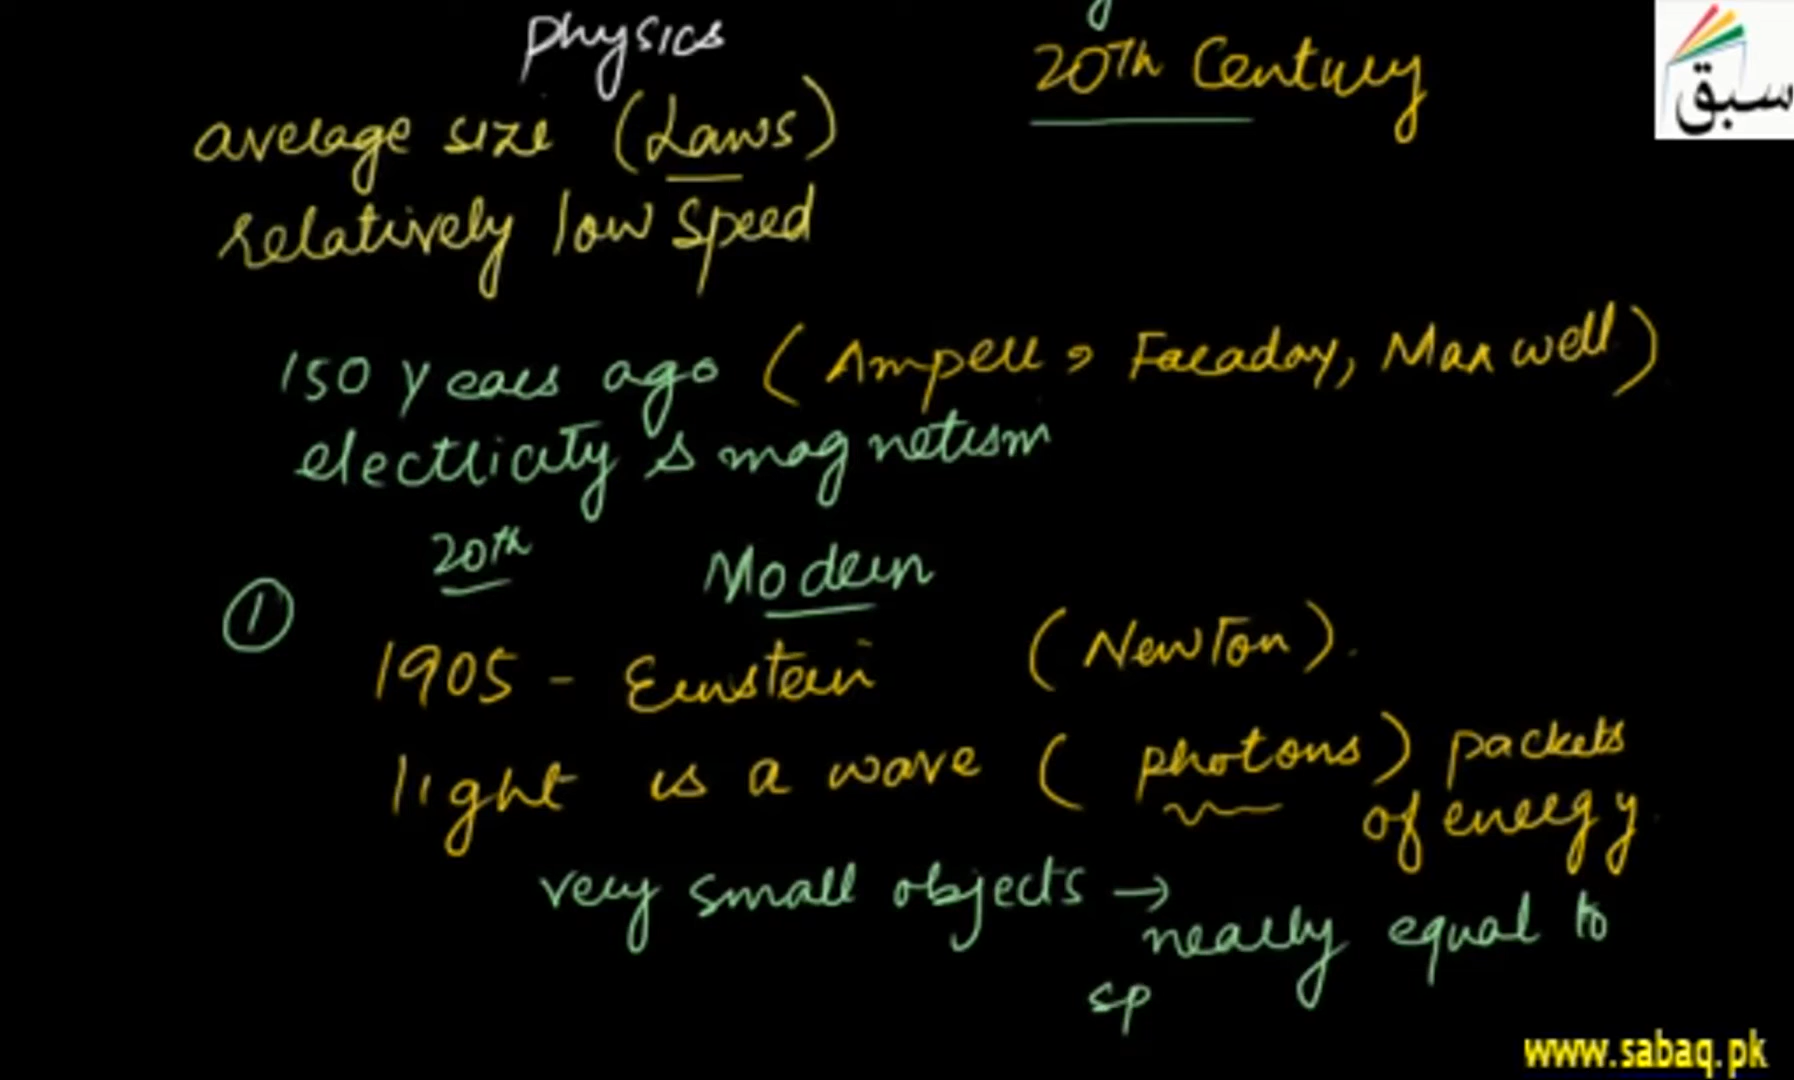 Physics
20Th Century
سبق
average size (Laws)
relatively low speed
150 years ago (Ampere, Faraday, Maxwell)
electricity & magnetism
20th
Modern
1
1905 - Einstein (Newton).
light is a wave (photons) packets
of energy
very small objects →
nearly equal to
sp
www.sabaq.pk